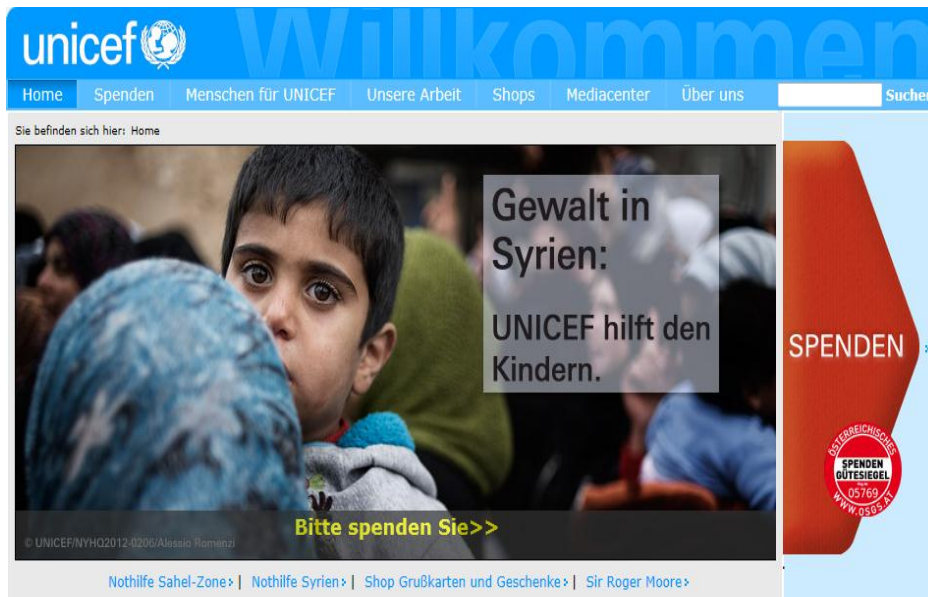 unicef
Willkommen
Home Spenden Menschen für UNICEF Unsere Arbeit Shops Mediacenter Über uns Suchen
Sie befinden sich hier: Home
Gewalt in
Syrien:
UNICEF hilft den
Kindern.
SPENDEN
ÖSTERREICHISCHES
SPENDEN
GÜTESIEGEL
Reg.Nr.
05769
WWW.OSGS.AT
Bitte spenden Sie>>
© UNICEF/NYHQ2012-0206/Alessio Romenzi
Nothilfe Sahel-Zone> | Nothilfe Syrien> | Shop Grußkarten und Geschenke> | Sir Roger Moore>